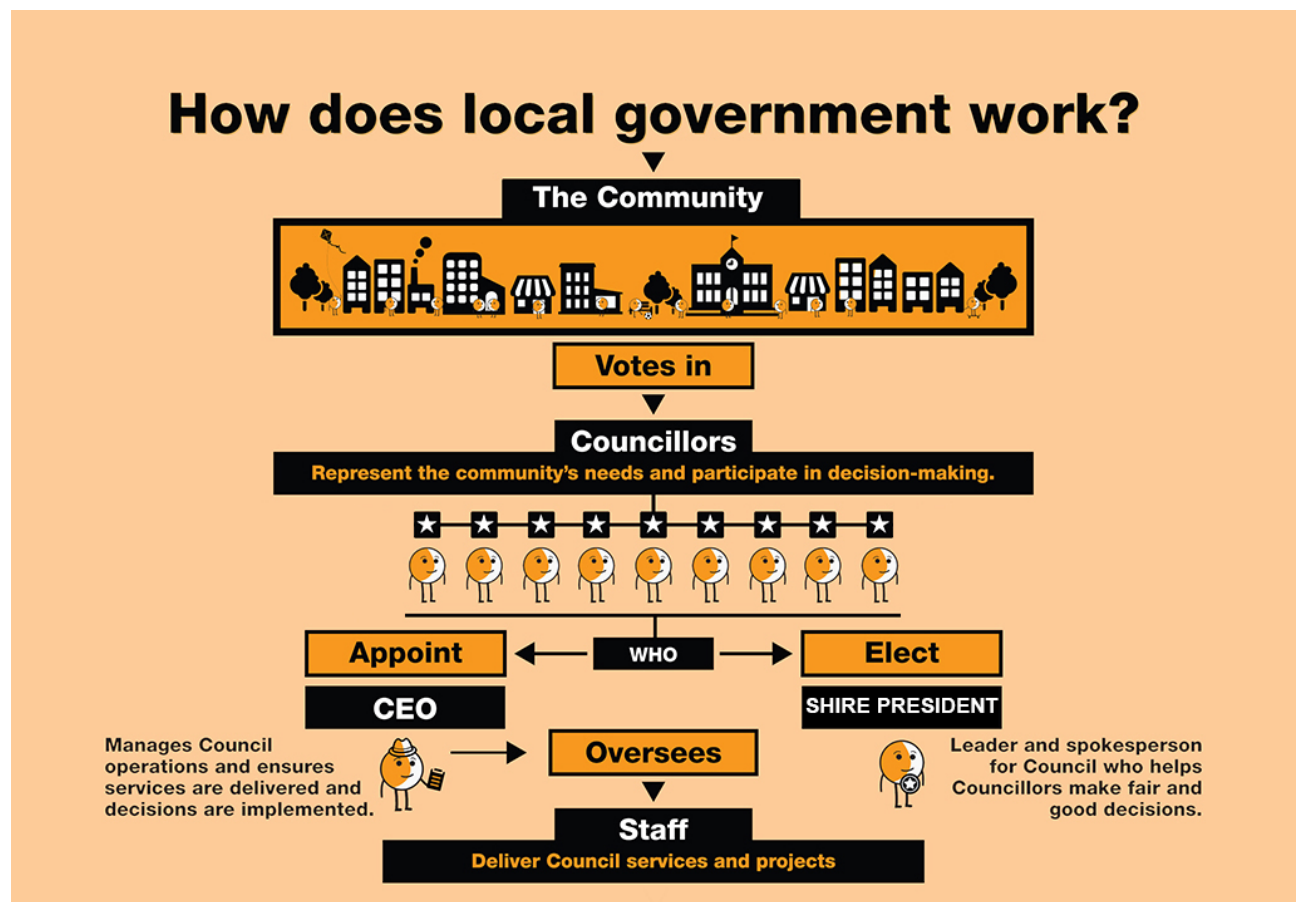 How does local government work?
The Community
Votes in
Councillors
Represent the community’s needs and participate in decision-making.
WHO
Appoint
CEO
Manages Council
operations and ensures
services are delivered and
decisions are implemented.
Elect
SHIRE PRESIDENT
Leader and spokesperson
for Council who helps
Councillors make fair and
good decisions.
Oversees
Staff
Deliver Council services and projects